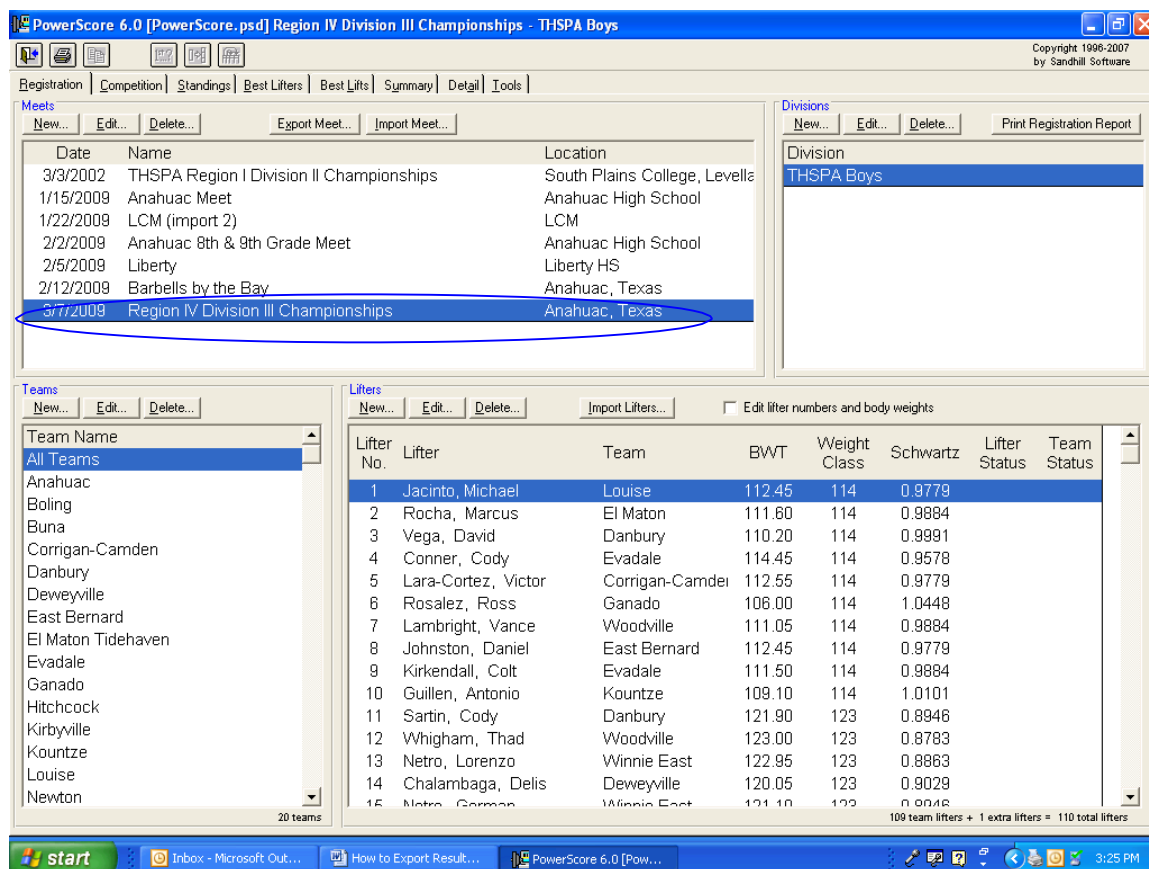 PowerScore 6.0 [PowerScore.psd] Region IV Division III Championships - THSPA Boys
Copyright 1996-2007
by Sandhill Software
Registration Competition Standings Best Lifters Best Lifts Summary Detail Tools
Meets
New... Edit... Delete... Export Meet... Import Meet...
Date Name Location
3/3/2002 THSPA Region I Division II Championships South Plains College, Levella
1/15/2009 Anahuac Meet Anahuac High School
1/22/2009 LCM (import 2) LCM
2/2/2009 Anahuac 8th & 9th Grade Meet Anahuac High School
2/5/2009 Liberty Liberty HS
2/12/2009 Barbells by the Bay Anahuac, Texas
3/7/2009 Region IV Division III Championships Anahuac, Texas
Divisions
New... Edit... Delete... Print Registration Report
Division
THSPA Boys
Teams
New... Edit... Delete...
Team Name
All Teams
Anahuac
Boling
Buna
Corrigan-Camden
Danbury
Deweyville
East Bernard
El Maton Tidehaven
Evadale
Ganado
Hitchcock
Kirbyville
Kountze
Louise
Newton
20 teams
Lifters
New... Edit... Delete... Import Lifters... Edit lifter numbers and body weights
Lifter No. Lifter Team BWT Weight Class Schwartz Lifter Status Team Status
1 Jacinto, Michael Louise 112.45 114 0.9779
2 Rocha, Marcus El Maton 111.60 114 0.9884
3 Vega, David Danbury 110.20 114 0.9991
4 Conner, Cody Evadale 114.45 114 0.9578
5 Lara-Cortez, Victor Corrigan-Camder 112.55 114 0.9779
6 Rosalez, Ross Ganado 106.00 114 1.0448
7 Lambright, Vance Woodville 111.05 114 0.9884
8 Johnston, Daniel East Bernard 112.45 114 0.9779
9 Kirkendall, Colt Evadale 111.50 114 0.9884
10 Guillen, Antonio Kountze 109.10 114 1.0101
11 Sartin, Cody Danbury 121.90 123 0.8946
12 Whigham, Thad Woodville 123.00 123 0.8783
13 Netro, Lorenzo Winnie East 122.95 123 0.8863
14 Chalambaga, Delis Deweyville 120.05 123 0.9029
15 Netro, German Winnie East 121.10 123 0.8946
109 team lifters + 1 extra lifters = 110 total lifters
start Inbox - Microsoft Out... How to Export Result... PowerScore 6.0 [Pow... 3:25 PM